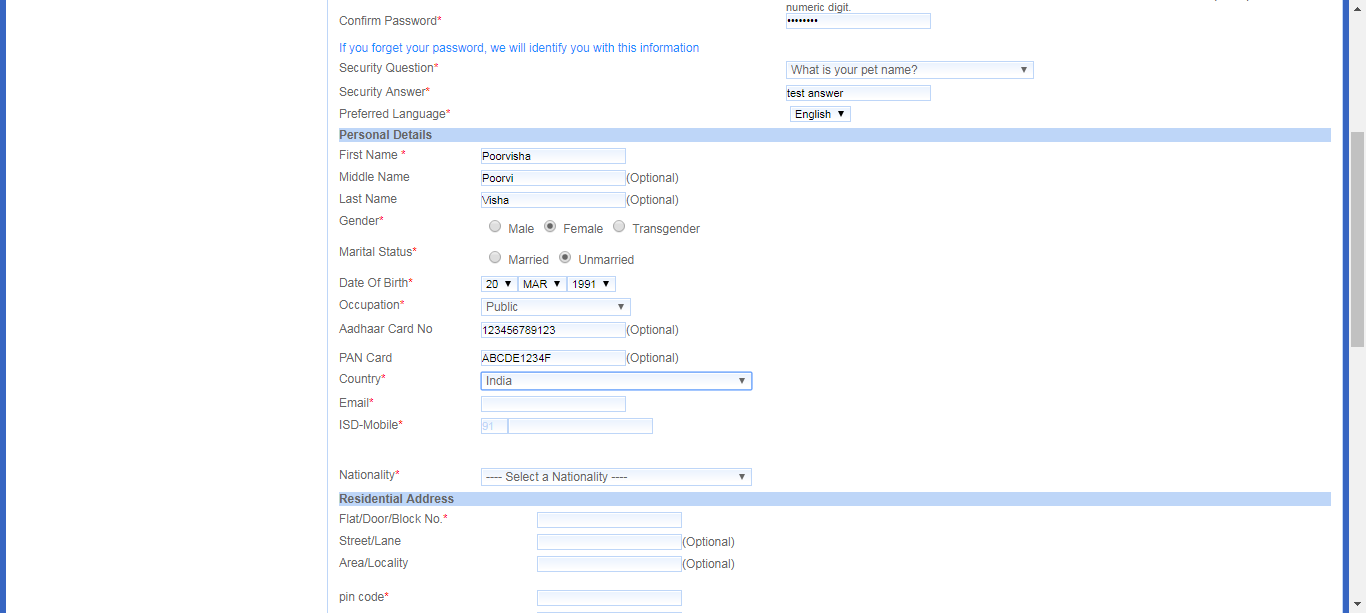 numeric digit.
Confirm Password* ••••••••
If you forget your password, we will identify you with this information
Security Question* What is your pet name?
Security Answer* test answer
Preferred Language* English
Personal Details
First Name * Poorvisha
Middle Name Poorvi (Optional)
Last Name Visha (Optional)
Gender* Male Female Transgender
Marital Status* Married Unmarried
Date Of Birth* 20 MAR 1991
Occupation* Public
Aadhaar Card No 123456789123 (Optional)
PAN Card ABCDE1234F (Optional)
Country* India
Email*
ISD-Mobile* 91
Nationality* ---- Select a Nationality ----
Residential Address
Flat/Door/Block No.*
Street/Lane (Optional)
Area/Locality (Optional)
pin code*